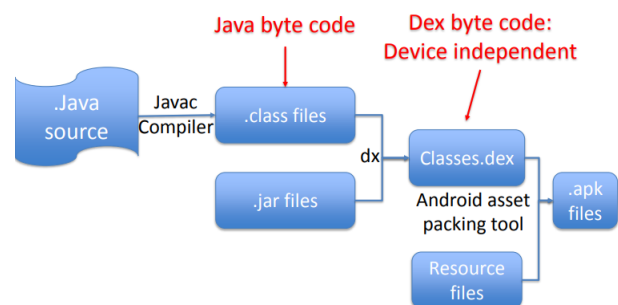 Java byte code
Dex byte code:
Device independent
.Java
source
Javac
Compiler
.class files
dx
.jar files
Classes.dex
Android asset
packing tool
.apk
files
Resource
files